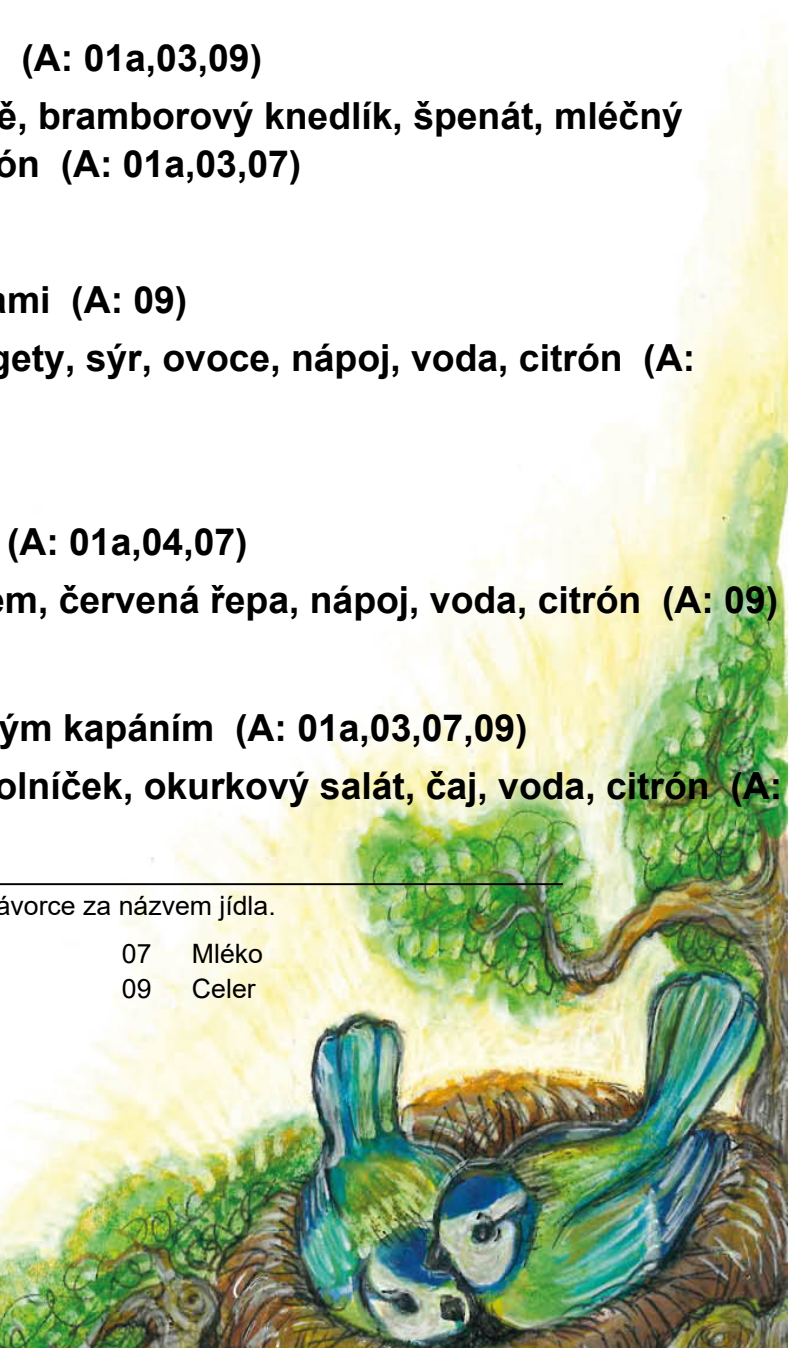 (A: 01a,03,09)
ě, bramborový knedlík, špenát, mléčný
ón (A: 01a,03,07)
ami (A: 09)
gety, sýr, ovoce, nápoj, voda, citrón (A:
(A: 01a,04,07)
em, červená řepa, nápoj, voda, citrón (A: 09)
ým kapáním (A: 01a,03,07,09)
olníček, okurkový salát, čaj, voda, citrón (A:
ávorce za názvem jídla.
07 Mléko
09 Celer